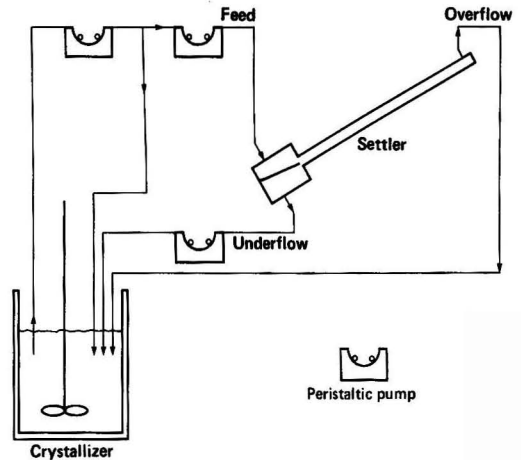 Feed
Overflow
Settler
Underflow
Peristaltic pump
Crystallizer